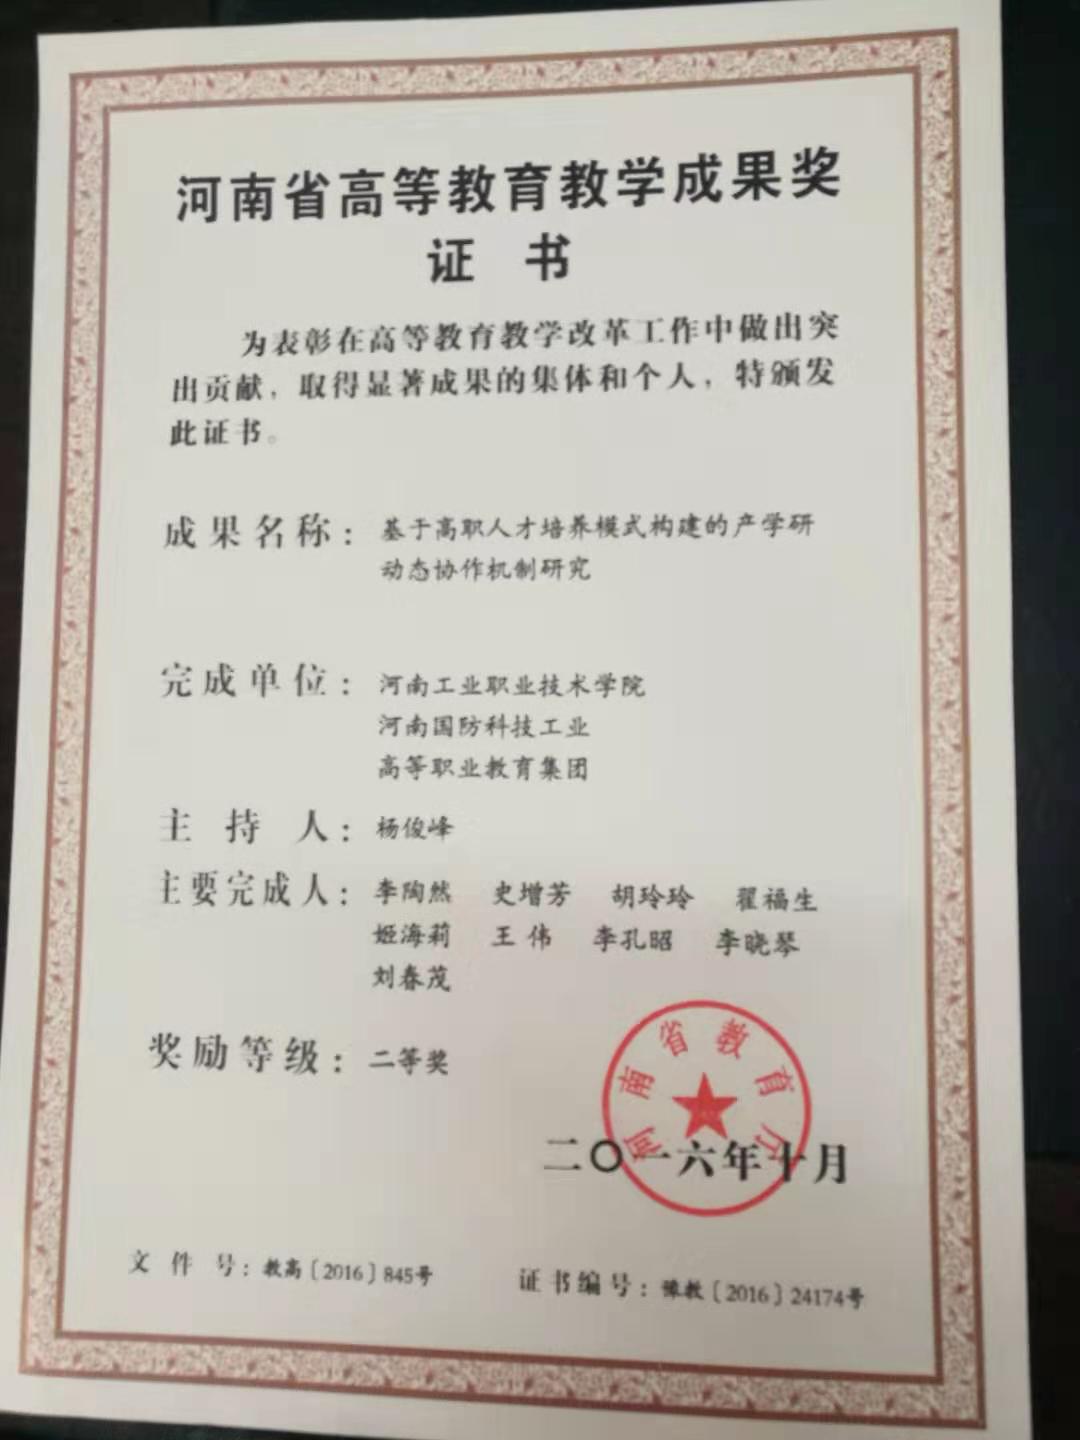 河南省高等教育教学成果奖
证 书
为表彰在高等教育教学改革工作中做出突
出贡献，取得显著成果的集体和个人，特颁发
此证书。
成果名称：基于高职人才培养模式构建的产学研
动态协作机制研究
完成单位：河南工业职业技术学院
河南国防科技工业
高等职业教育集团
主 持 人：杨俊峰
主要完成人：李陶然 史增芳 胡玲玲 翟福生
姬海莉 王 伟 李孔昭 李晓琴
刘春茂
奖励等级：二等奖
河南省教育厅
二〇一六年十月
文 件 号：教高〔2016〕845号 证书编号：豫教〔2016〕24174号